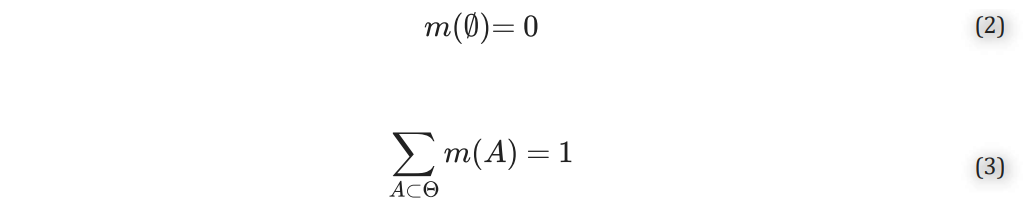 m(∅)= 0 (2)
∑_{A⊂Θ} m(A) = 1 (3)